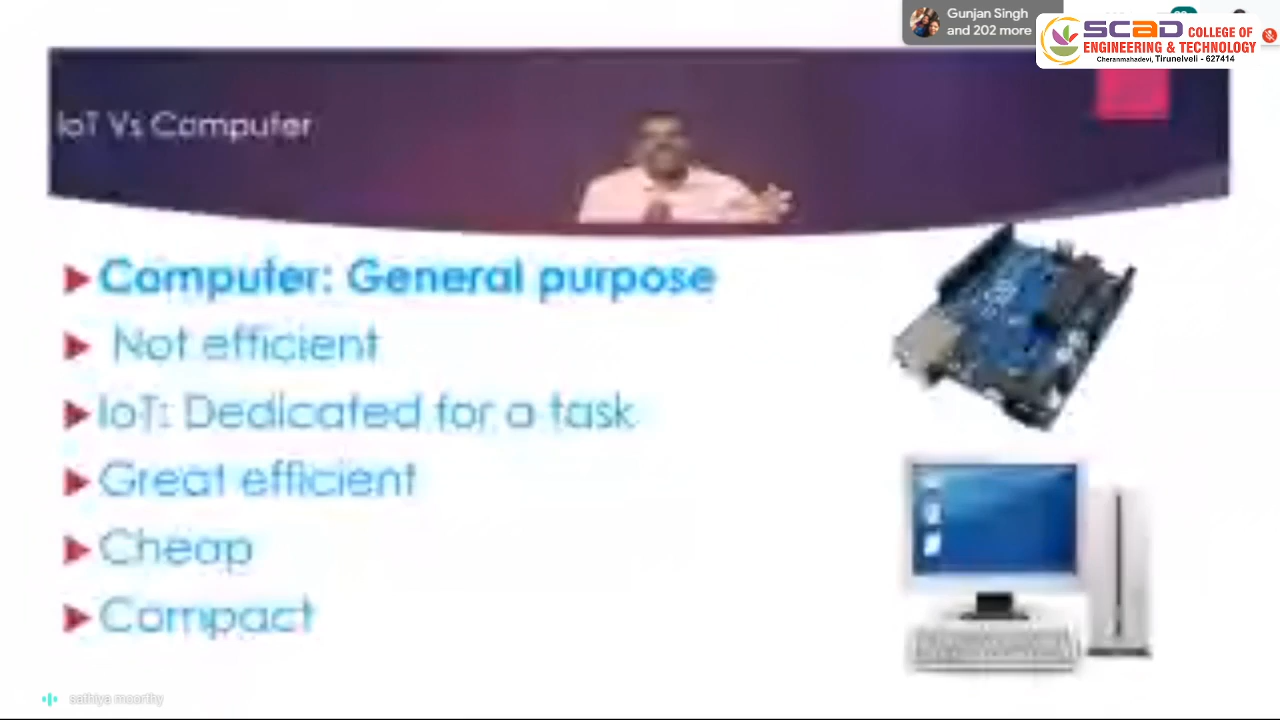 Gunjan Singh
and 202 more
SCAD COLLEGE OF
ENGINEERING & TECHNOLOGY
Cheranmahadevi, Tirunelveli - 627414
IoT Vs Computer
Computer: General purpose
Not efficient
IoT: Dedicated for a task
Great efficient
Cheap
Compact
sathiya moorthy